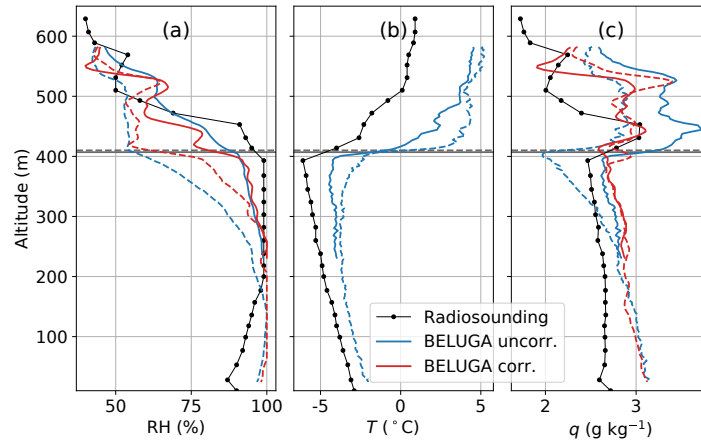 (a)
(b)
(c)
600
500
400
300
200
100
Altitude (m)
Radiosounding
BELUGA uncorr.
BELUGA corr.
50
75
100
-5
0
5
2
3
RH (%)
T (°C)
q (g kg⁻¹)